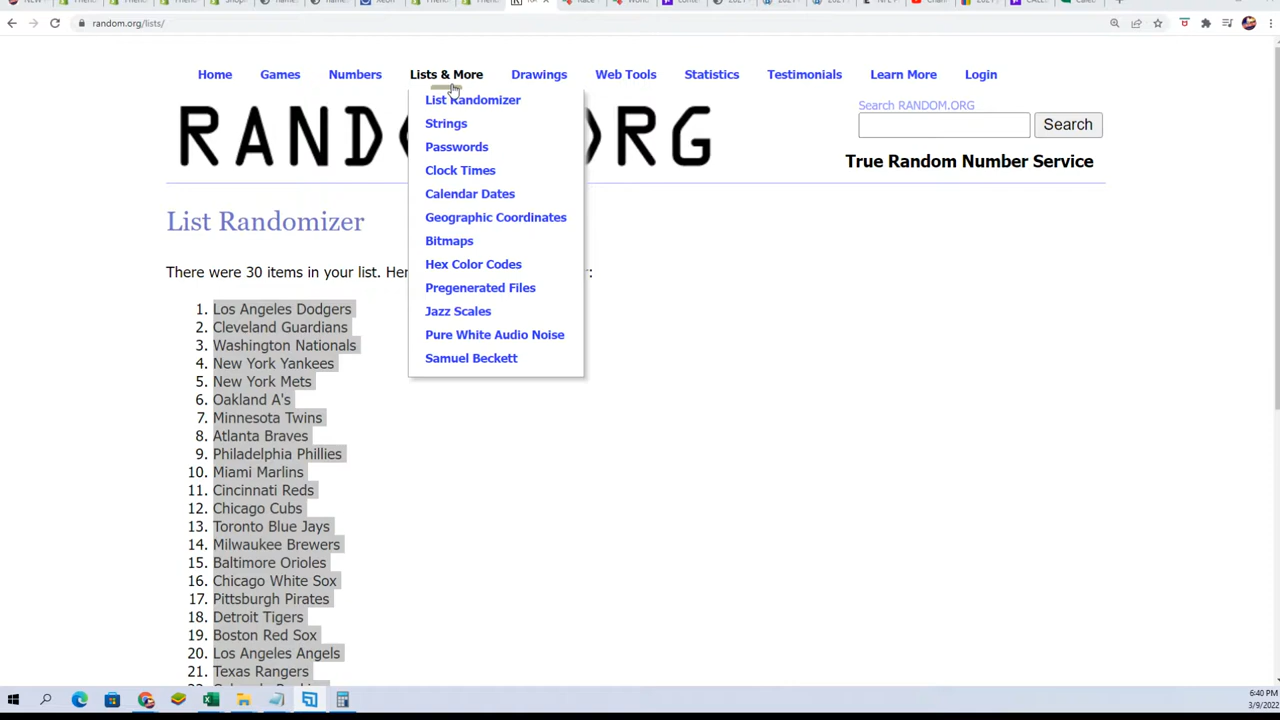 random.org/lists/
Home Games Numbers Lists & More Drawings Web Tools Statistics Testimonials Learn More Login
List Randomizer
Strings
Passwords
Clock Times
Calendar Dates
Geographic Coordinates
Bitmaps
Hex Color Codes
Pregenerated Files
Jazz Scales
Pure White Audio Noise
Samuel Beckett
Search RANDOM.ORG
Search
True Random Number Service
List Randomizer
There were 30 items in your list. Her :
1. Los Angeles Dodgers
2. Cleveland Guardians
3. Washington Nationals
4. New York Yankees
5. New York Mets
6. Oakland A's
7. Minnesota Twins
8. Atlanta Braves
9. Philadelphia Phillies
10. Miami Marlins
11. Cincinnati Reds
12. Chicago Cubs
13. Toronto Blue Jays
14. Milwaukee Brewers
15. Baltimore Orioles
16. Chicago White Sox
17. Pittsburgh Pirates
18. Detroit Tigers
19. Boston Red Sox
20. Los Angeles Angels
21. Texas Rangers
6:40 PM
3/9/2022